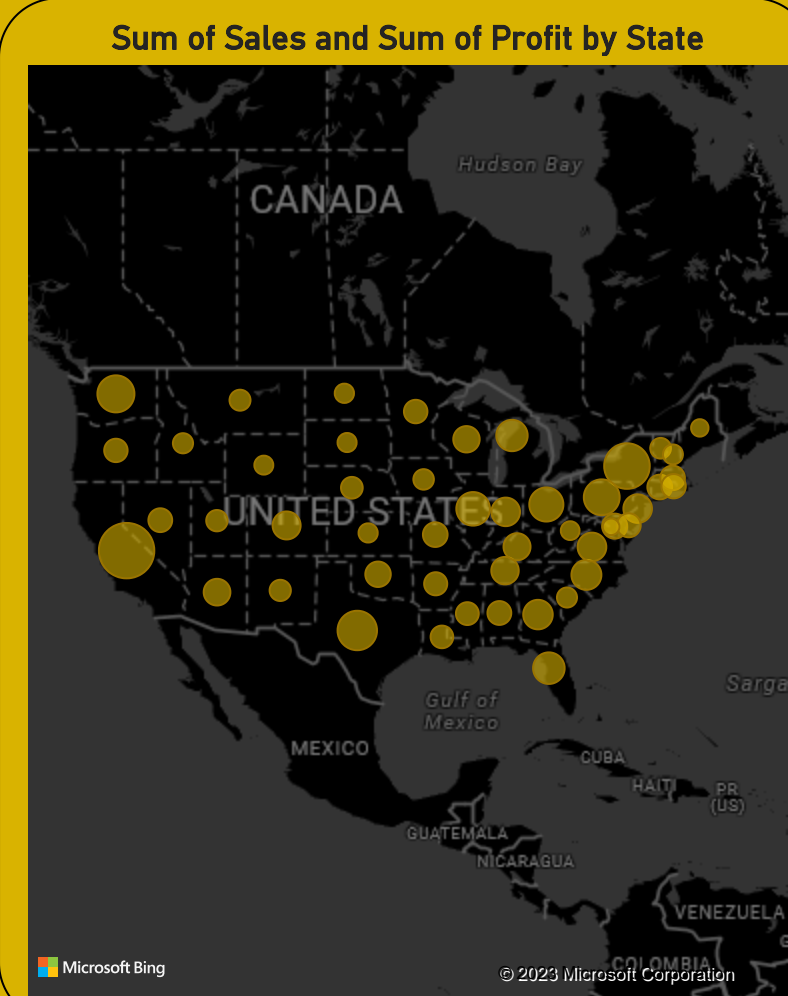 Sum of Sales and Sum of Profit by State
Hudson Bay
CANADA
UNITED STATES
Gulf of
Mexico
Sarga
MEXICO
CUBA
HAITI
PR
(US)
GUATEMALA
NICARAGUA
VENEZUELA
G
COLOMBIA
Microsoft Bing
© 2023 Microsoft Corporation